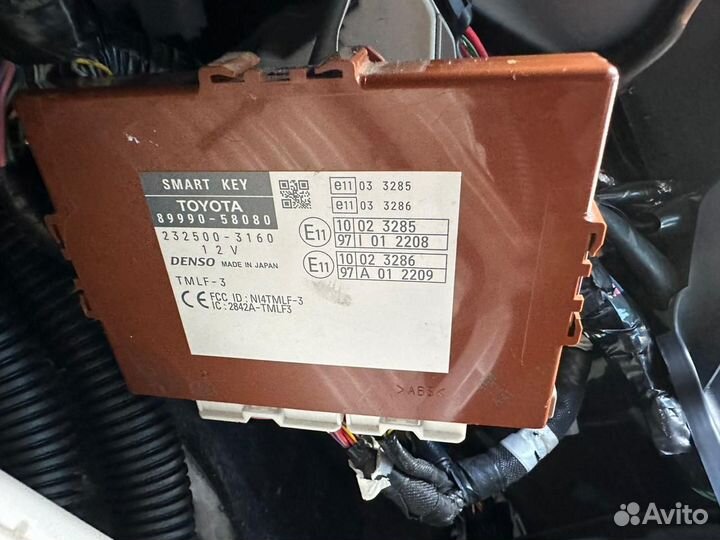 SMART KEY
TOYOTA
89990-58080
232500-3160
12V
DENSO MADE IN JAPAN
TMLF-3
CE FCC ID : NI4TMLF-3
IC : 2842A-TMLF3
e11 03 3285
e11 03 3286
E11 10 02 3285
97 I 01 2208
E11 10 02 3286
97 A 01 2209
>ABS<
Avito